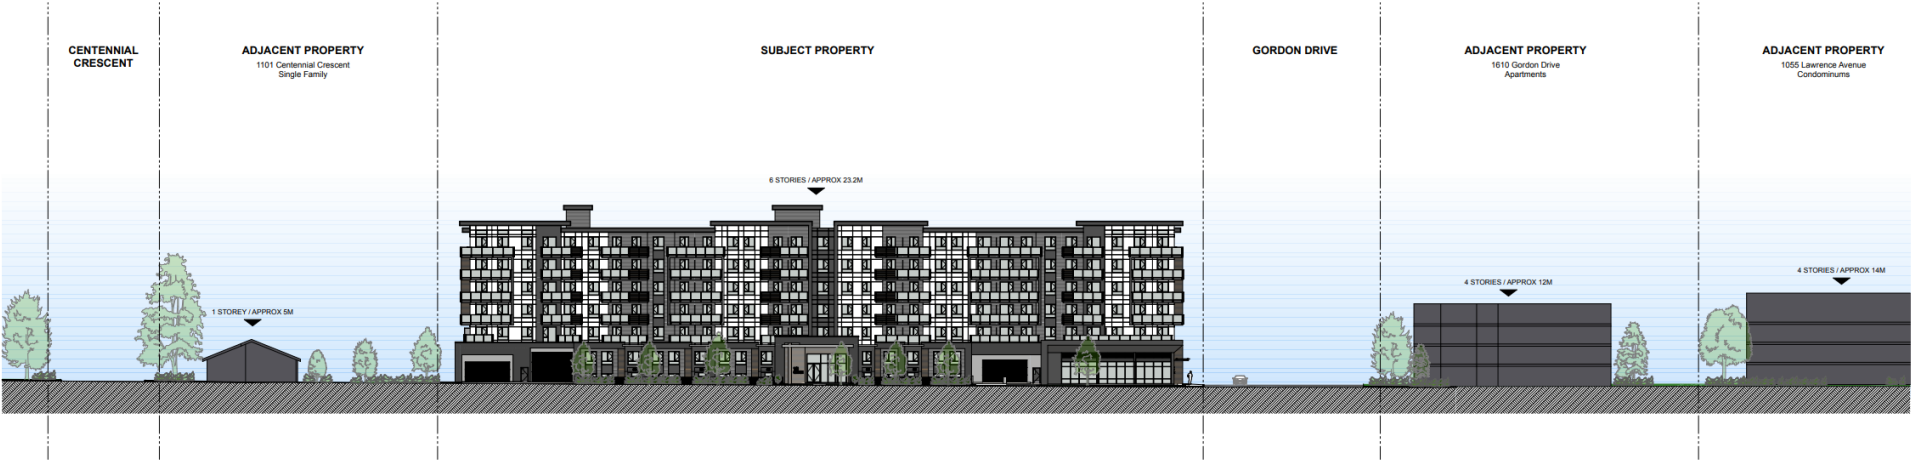 CENTENNIAL
CRESCENT
ADJACENT PROPERTY
1101 Centennial Crescent
Single Family
SUBJECT PROPERTY
GORDON DRIVE
ADJACENT PROPERTY
1610 Gordon Drive
Apartments
ADJACENT PROPERTY
1055 Lawrence Avenue
Condominums
6 STORIES / APPROX 23.2M
4 STORIES / APPROX 14M
4 STORIES / APPROX 12M
1 STOREY / APPROX 5M